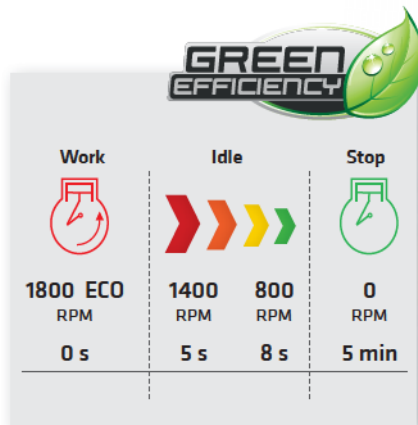 GREEN
EFFICIENCY
Work Idle Stop
1800 ECO 1400 800 0
RPM RPM RPM RPM
0 s 5 s 8 s 5 min